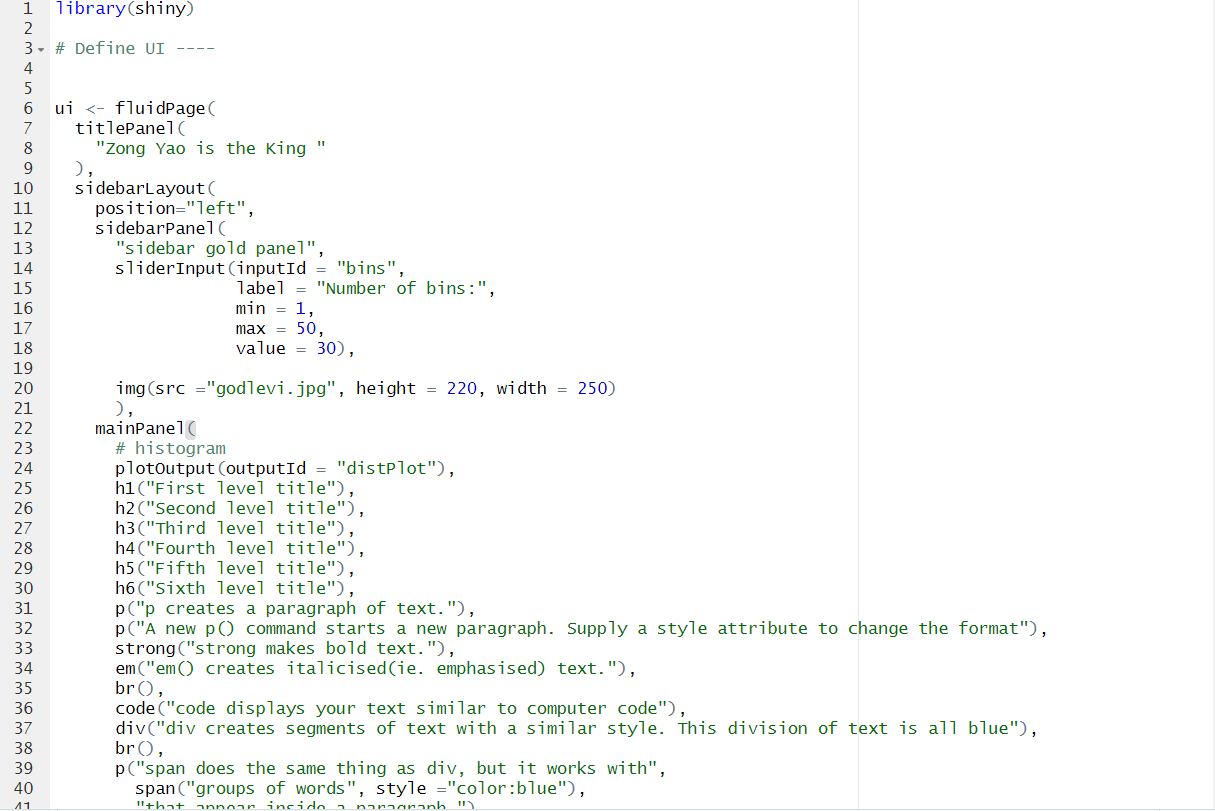 1 library(shiny)
2
3 # Define UI ----
4
5
6 ui <- fluidPage(
7   titlePanel(
8     "Zong Yao is the King "
9   ),
10   sidebarLayout(
11     position="left",
12     sidebarPanel(
13       "sidebar gold panel",
14       sliderInput(inputId = "bins",
15                   label = "Number of bins:",
16                   min = 1,
17                   max = 50,
18                   value = 30),
19
20       img(src ="godlevi.jpg", height = 220, width = 250)
21       ),
22     mainPanel(
23       # histogram
24       plotOutput(outputId = "distPlot"),
25       h1("First level title"),
26       h2("Second level title"),
27       h3("Third level title"),
28       h4("Fourth level title"),
29       h5("Fifth level title"),
30       h6("Sixth level title"),
31       p("p creates a paragraph of text."),
32       p("A new p() command starts a new paragraph. Supply a style attribute to change the format"),
33       strong("strong makes bold text."),
34       em("em() creates italicised(ie. emphasised) text."),
35       br(),
36       code("code displays your text similar to computer code"),
37       div("div creates segments of text with a similar style. This division of text is all blue"),
38       br(),
39       p("span does the same thing as div, but it works with",
40         span("groups of words", style ="color:blue"),
41         "that appear inside a paragraph.")